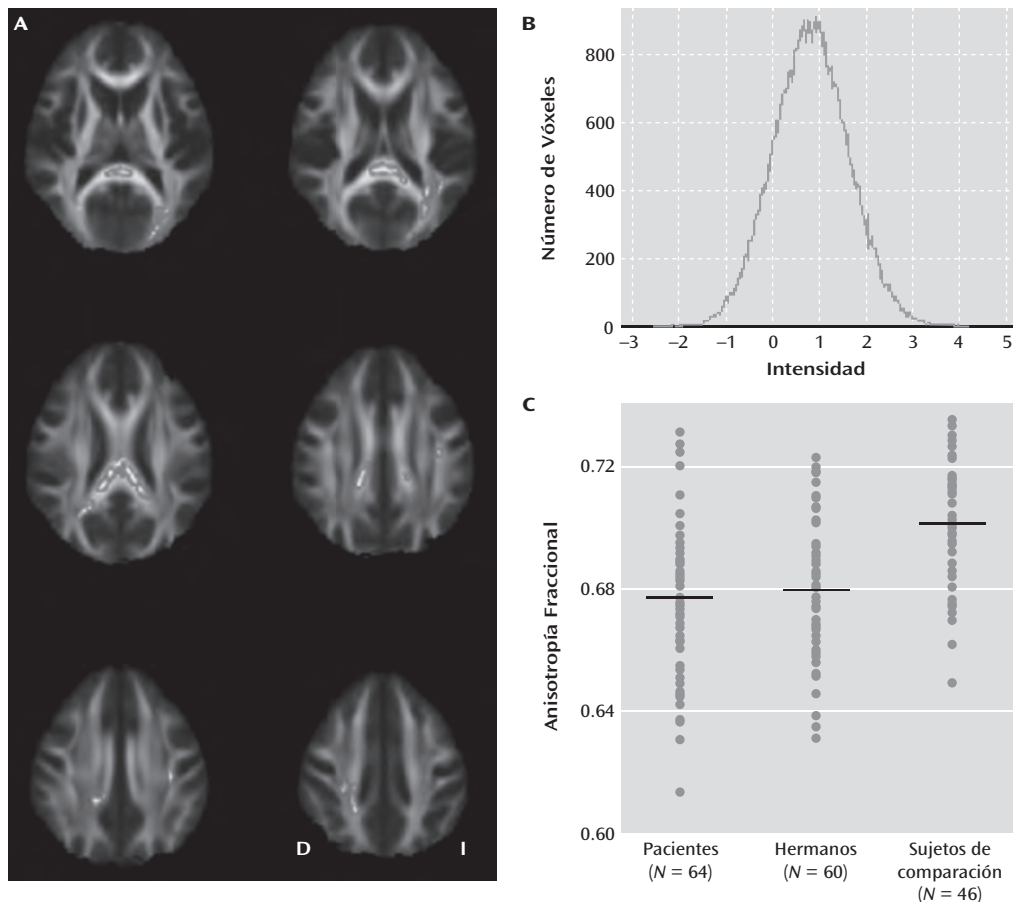 A
D
I
B
Número de Vóxeles
800
600
400
200
0
–3
–2
–1
0
1
2
3
4
5
Intensidad
C
Anisotropía Fraccional
0.72
0.68
0.64
0.60
Pacientes
(N = 64)
Hermanos
(N = 60)
Sujetos de
comparación
(N = 46)